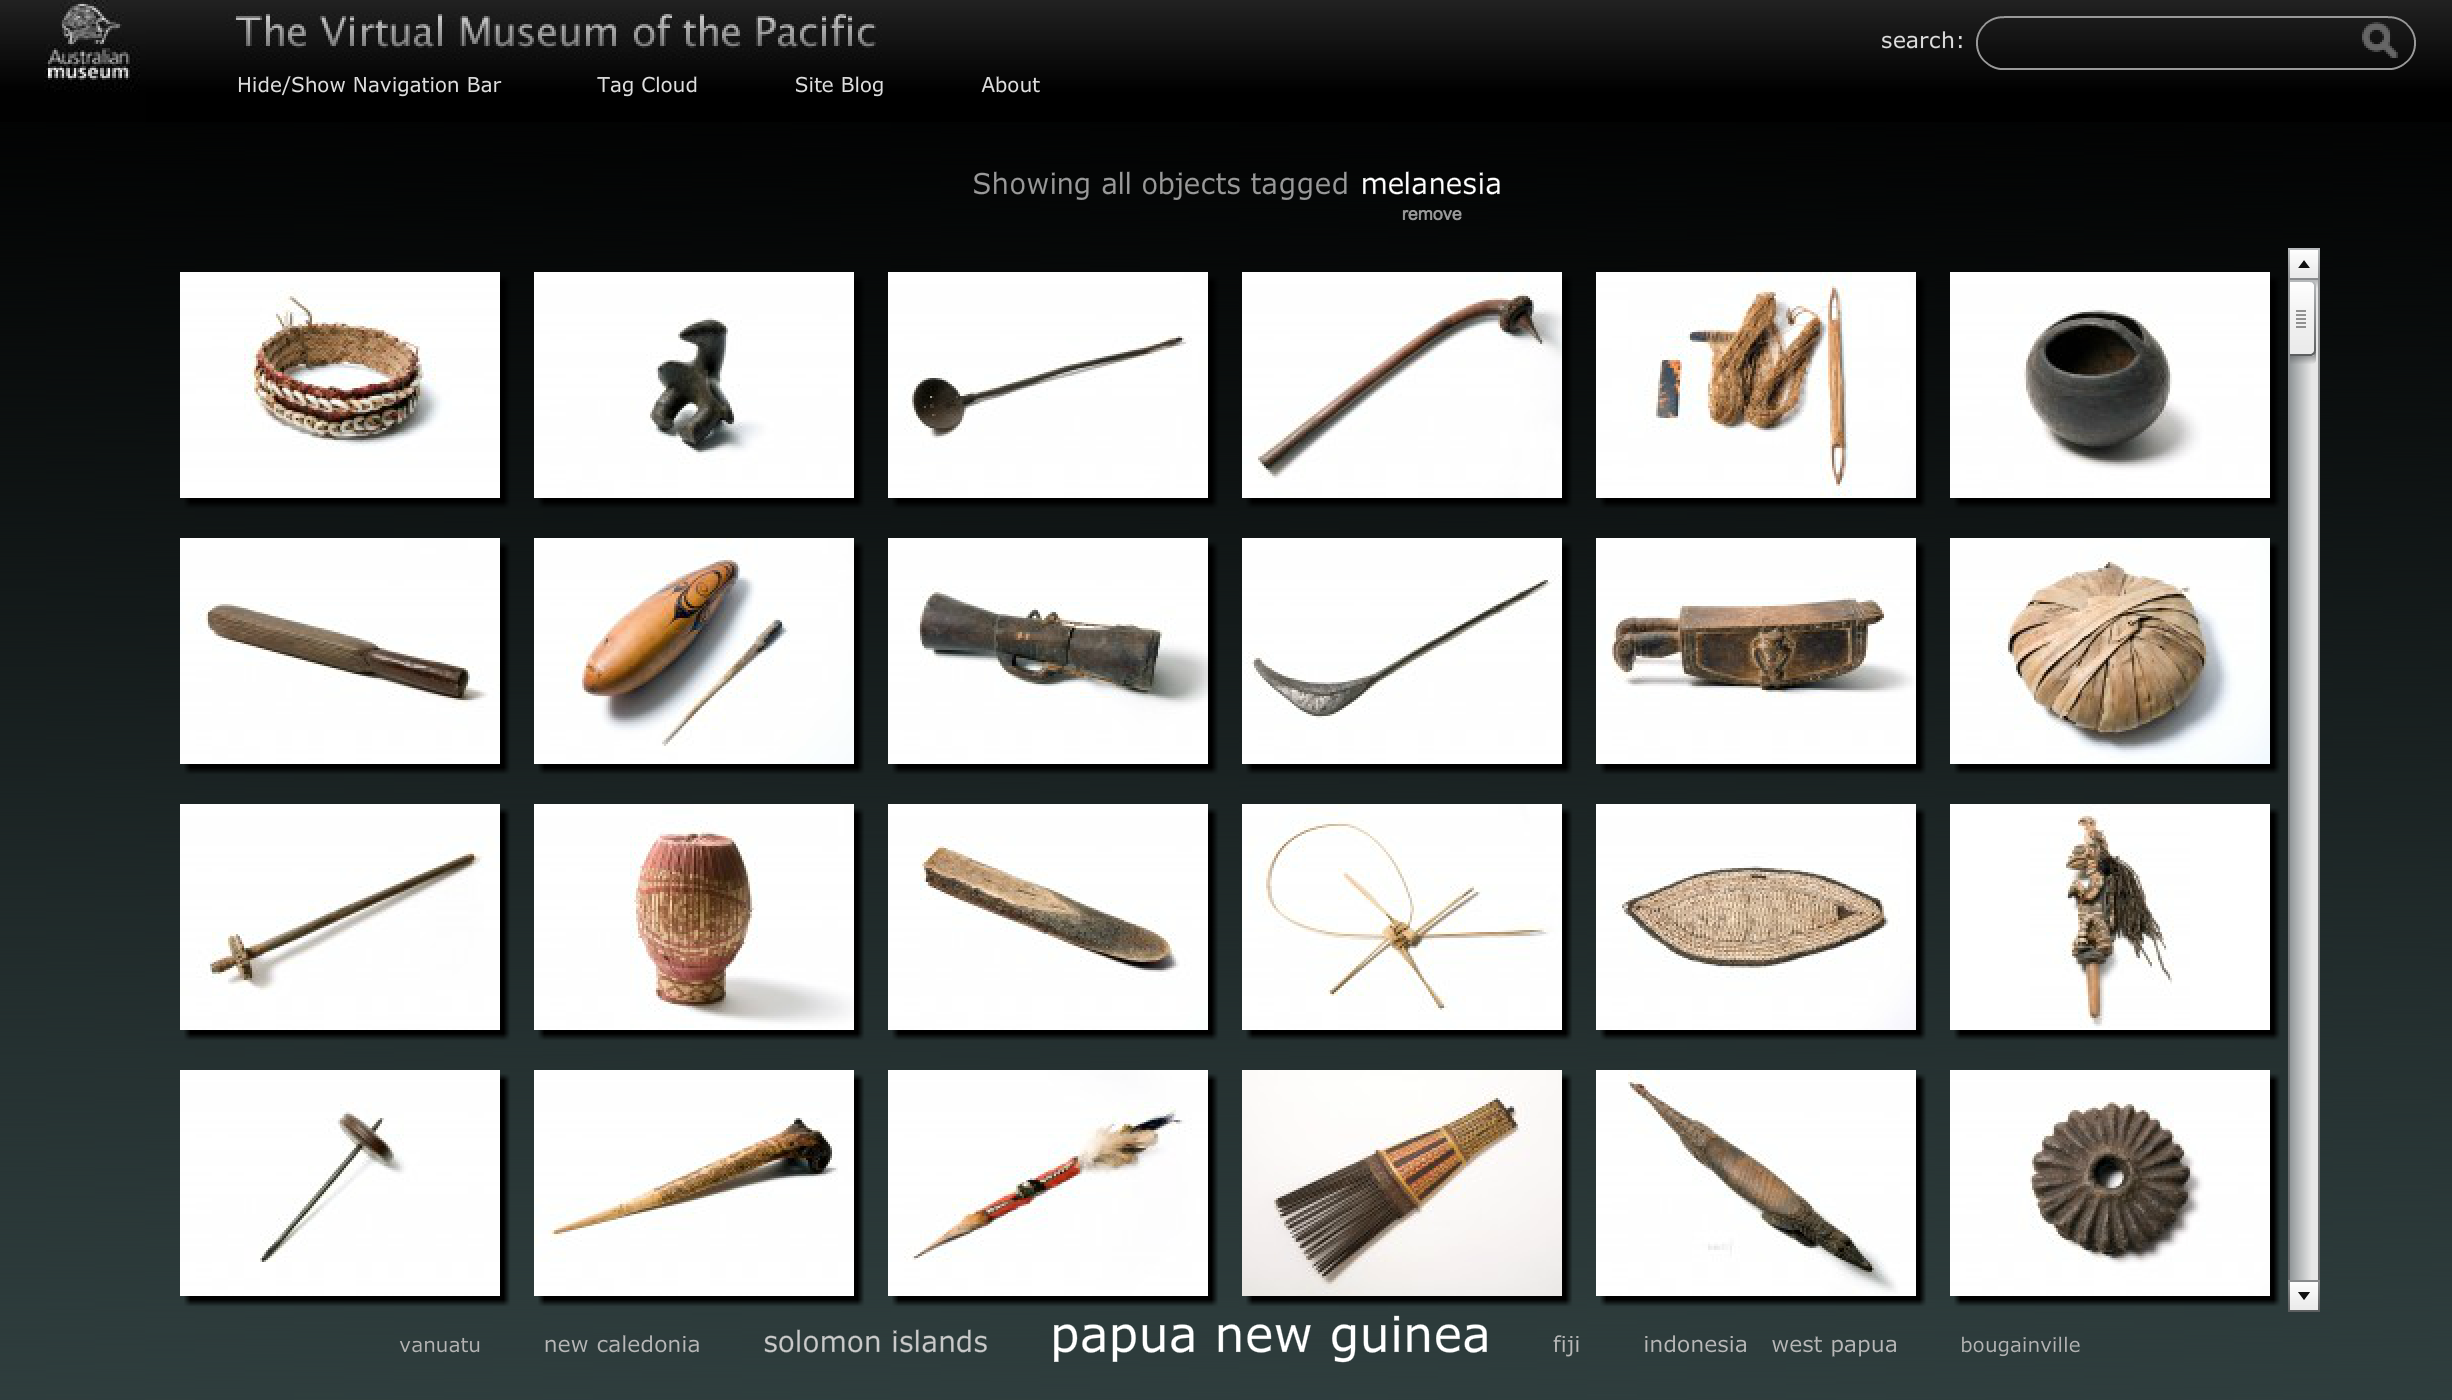 Australian
museum
The Virtual Museum of the Pacific
search:
Hide/Show Navigation Bar Tag Cloud Site Blog About
Showing all objects tagged melanesia
remove
vanuatu new caledonia solomon islands papua new guinea fiji indonesia west papua bougainville